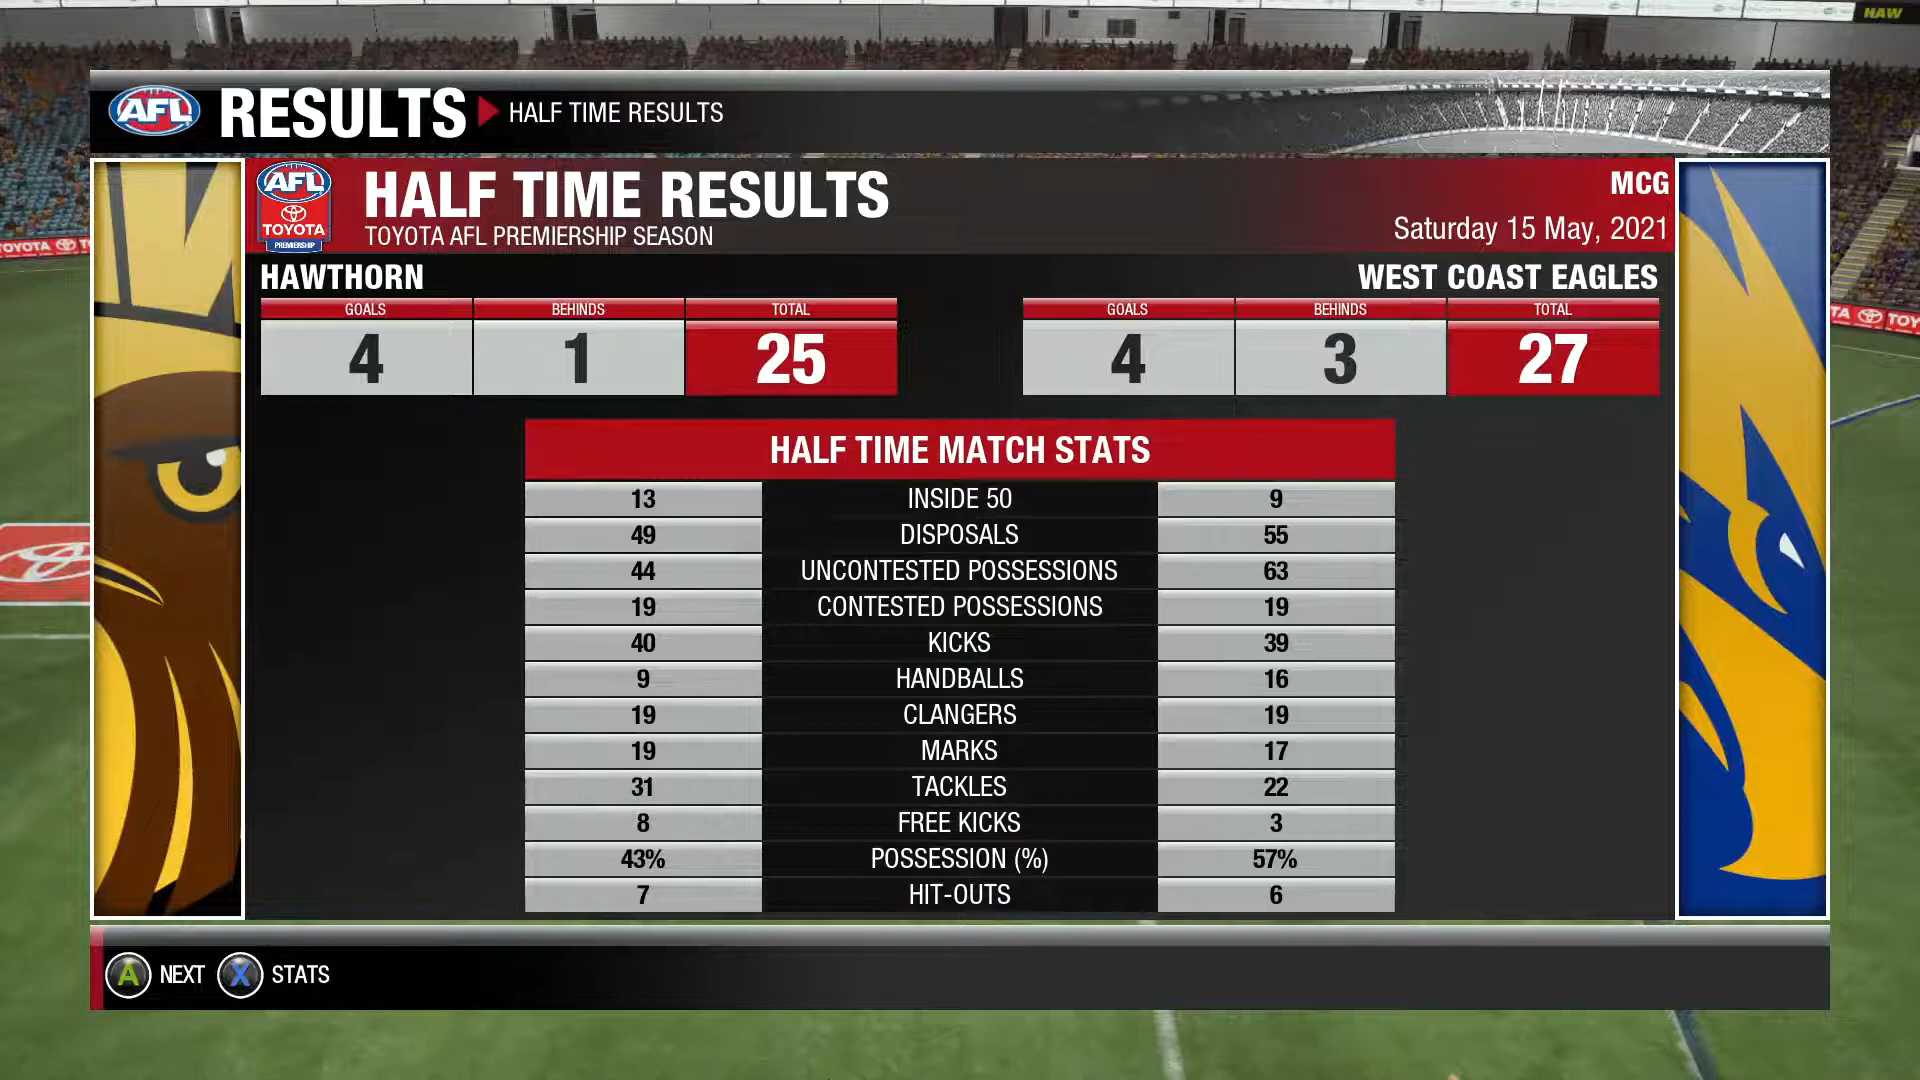 HAW
AFL RESULTS HALF TIME RESULTS
AFL TOYOTA PREMIERSHIP
HALF TIME RESULTS
TOYOTA AFL PREMIERSHIP SEASON
MCG
Saturday 15 May, 2021
HAWTHORN
WEST COAST EAGLES
GOALS BEHINDS TOTAL
4 1 25
GOALS BEHINDS TOTAL
4 3 27
HALF TIME MATCH STATS
13 INSIDE 50 9
49 DISPOSALS 55
44 UNCONTESTED POSSESSIONS 63
19 CONTESTED POSSESSIONS 19
40 KICKS 39
9 HANDBALLS 16
19 CLANGERS 19
19 MARKS 17
31 TACKLES 22
8 FREE KICKS 3
43% POSSESSION (%) 57%
7 HIT-OUTS 6
TOYOTA
A NEXT X STATS